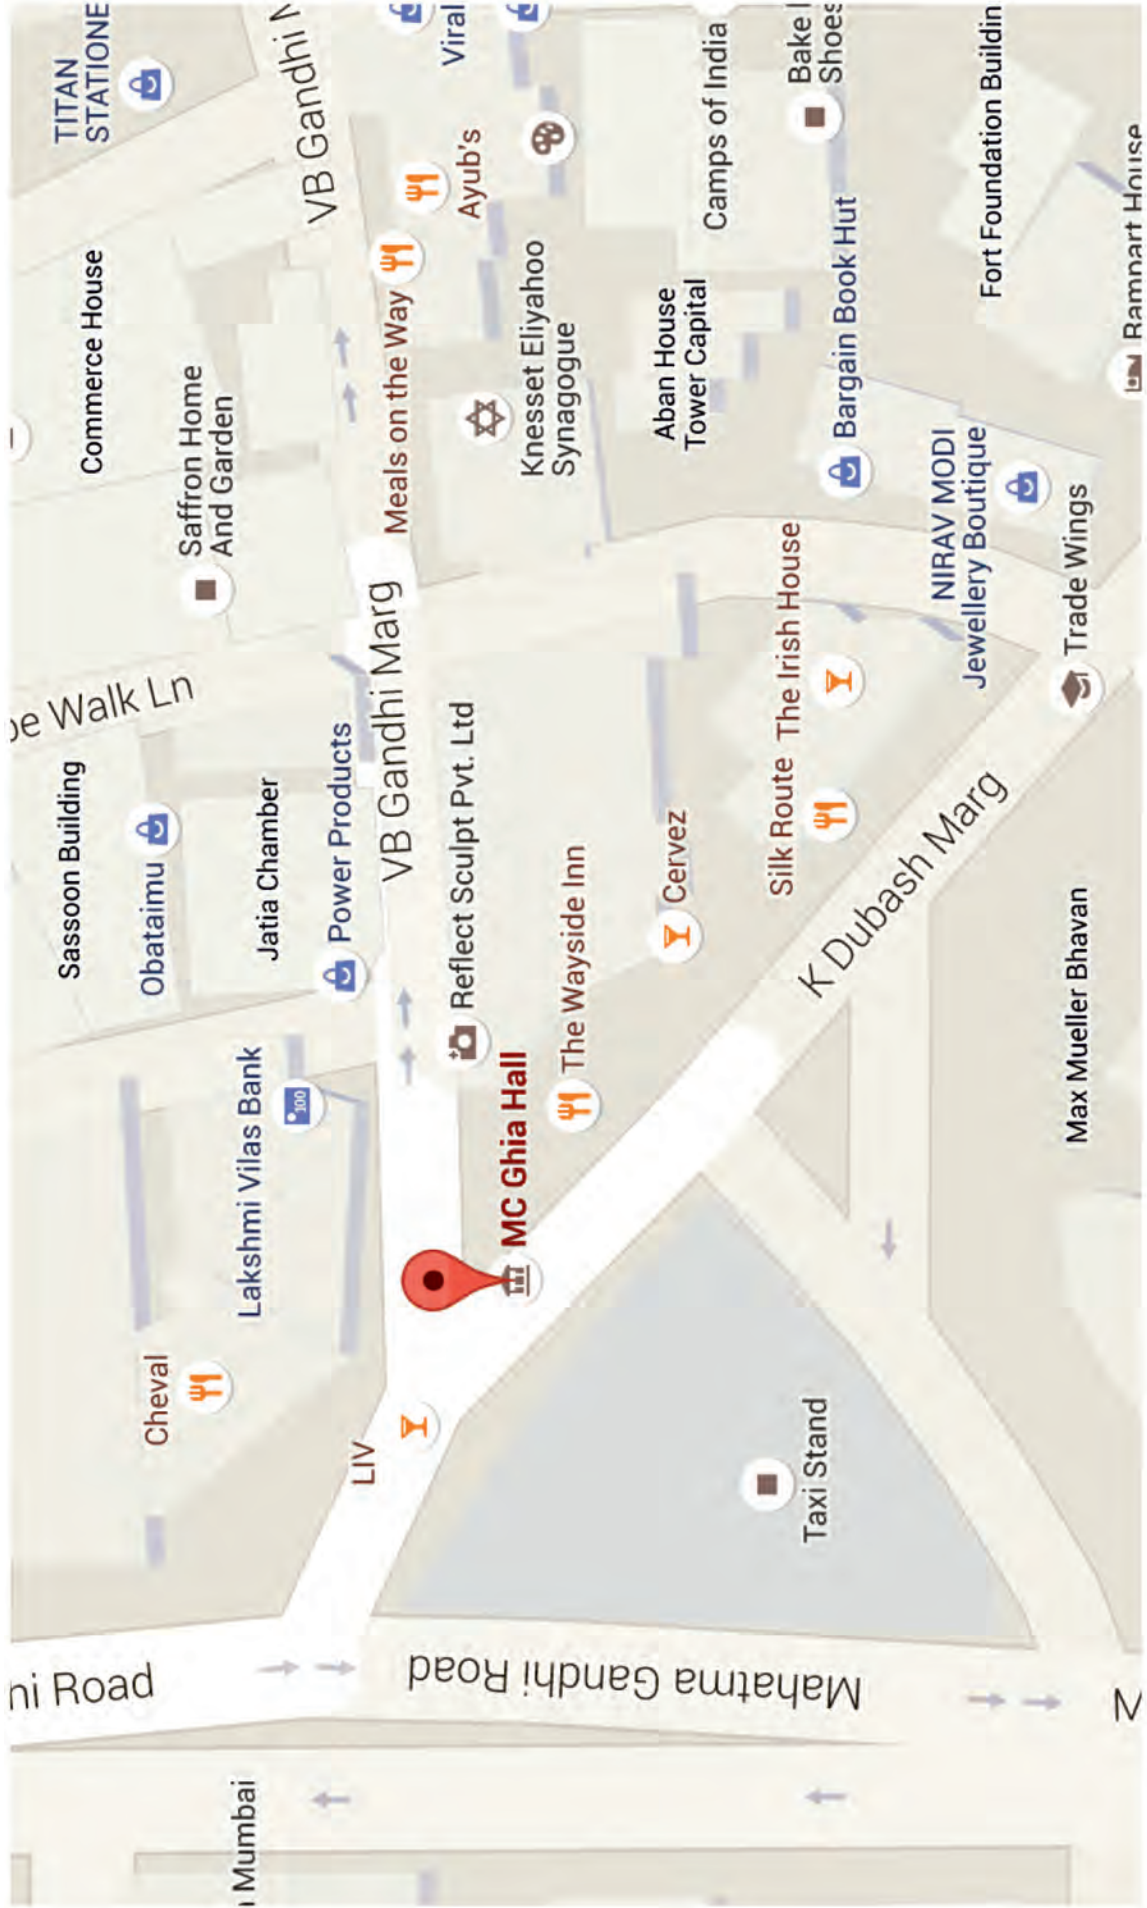 TITAN
STATIONE
Commerce House
Sassoon Building
Saffron Home
And Garden
Walk Ln
Obataimu
Jatia Chamber
Power Products
Lakshmi Vilas Bank
100
Cheval
LIV
VB Gandhi
VB Gandhi Marg
Viral
Ayub's
Meals on the Way
Knesset Eliyahoo
Synagogue
Reflect Sculpt Pvt. Ltd
The Wayside Inn
MC Ghia Hall
Cervez
Camps of India
Aban House
Tower Capital
Bake
Shoes
Bargain Book Hut
The Irish House
Silk Route
Fort Foundation Buildin
NIRAV MODI
Jewellery Boutique
Ramnart House
Trade Wings
K Dubash Marg
Max Mueller Bhavan
Taxi Stand
Mahatma Gandhi Road
hi Road
Mumbai